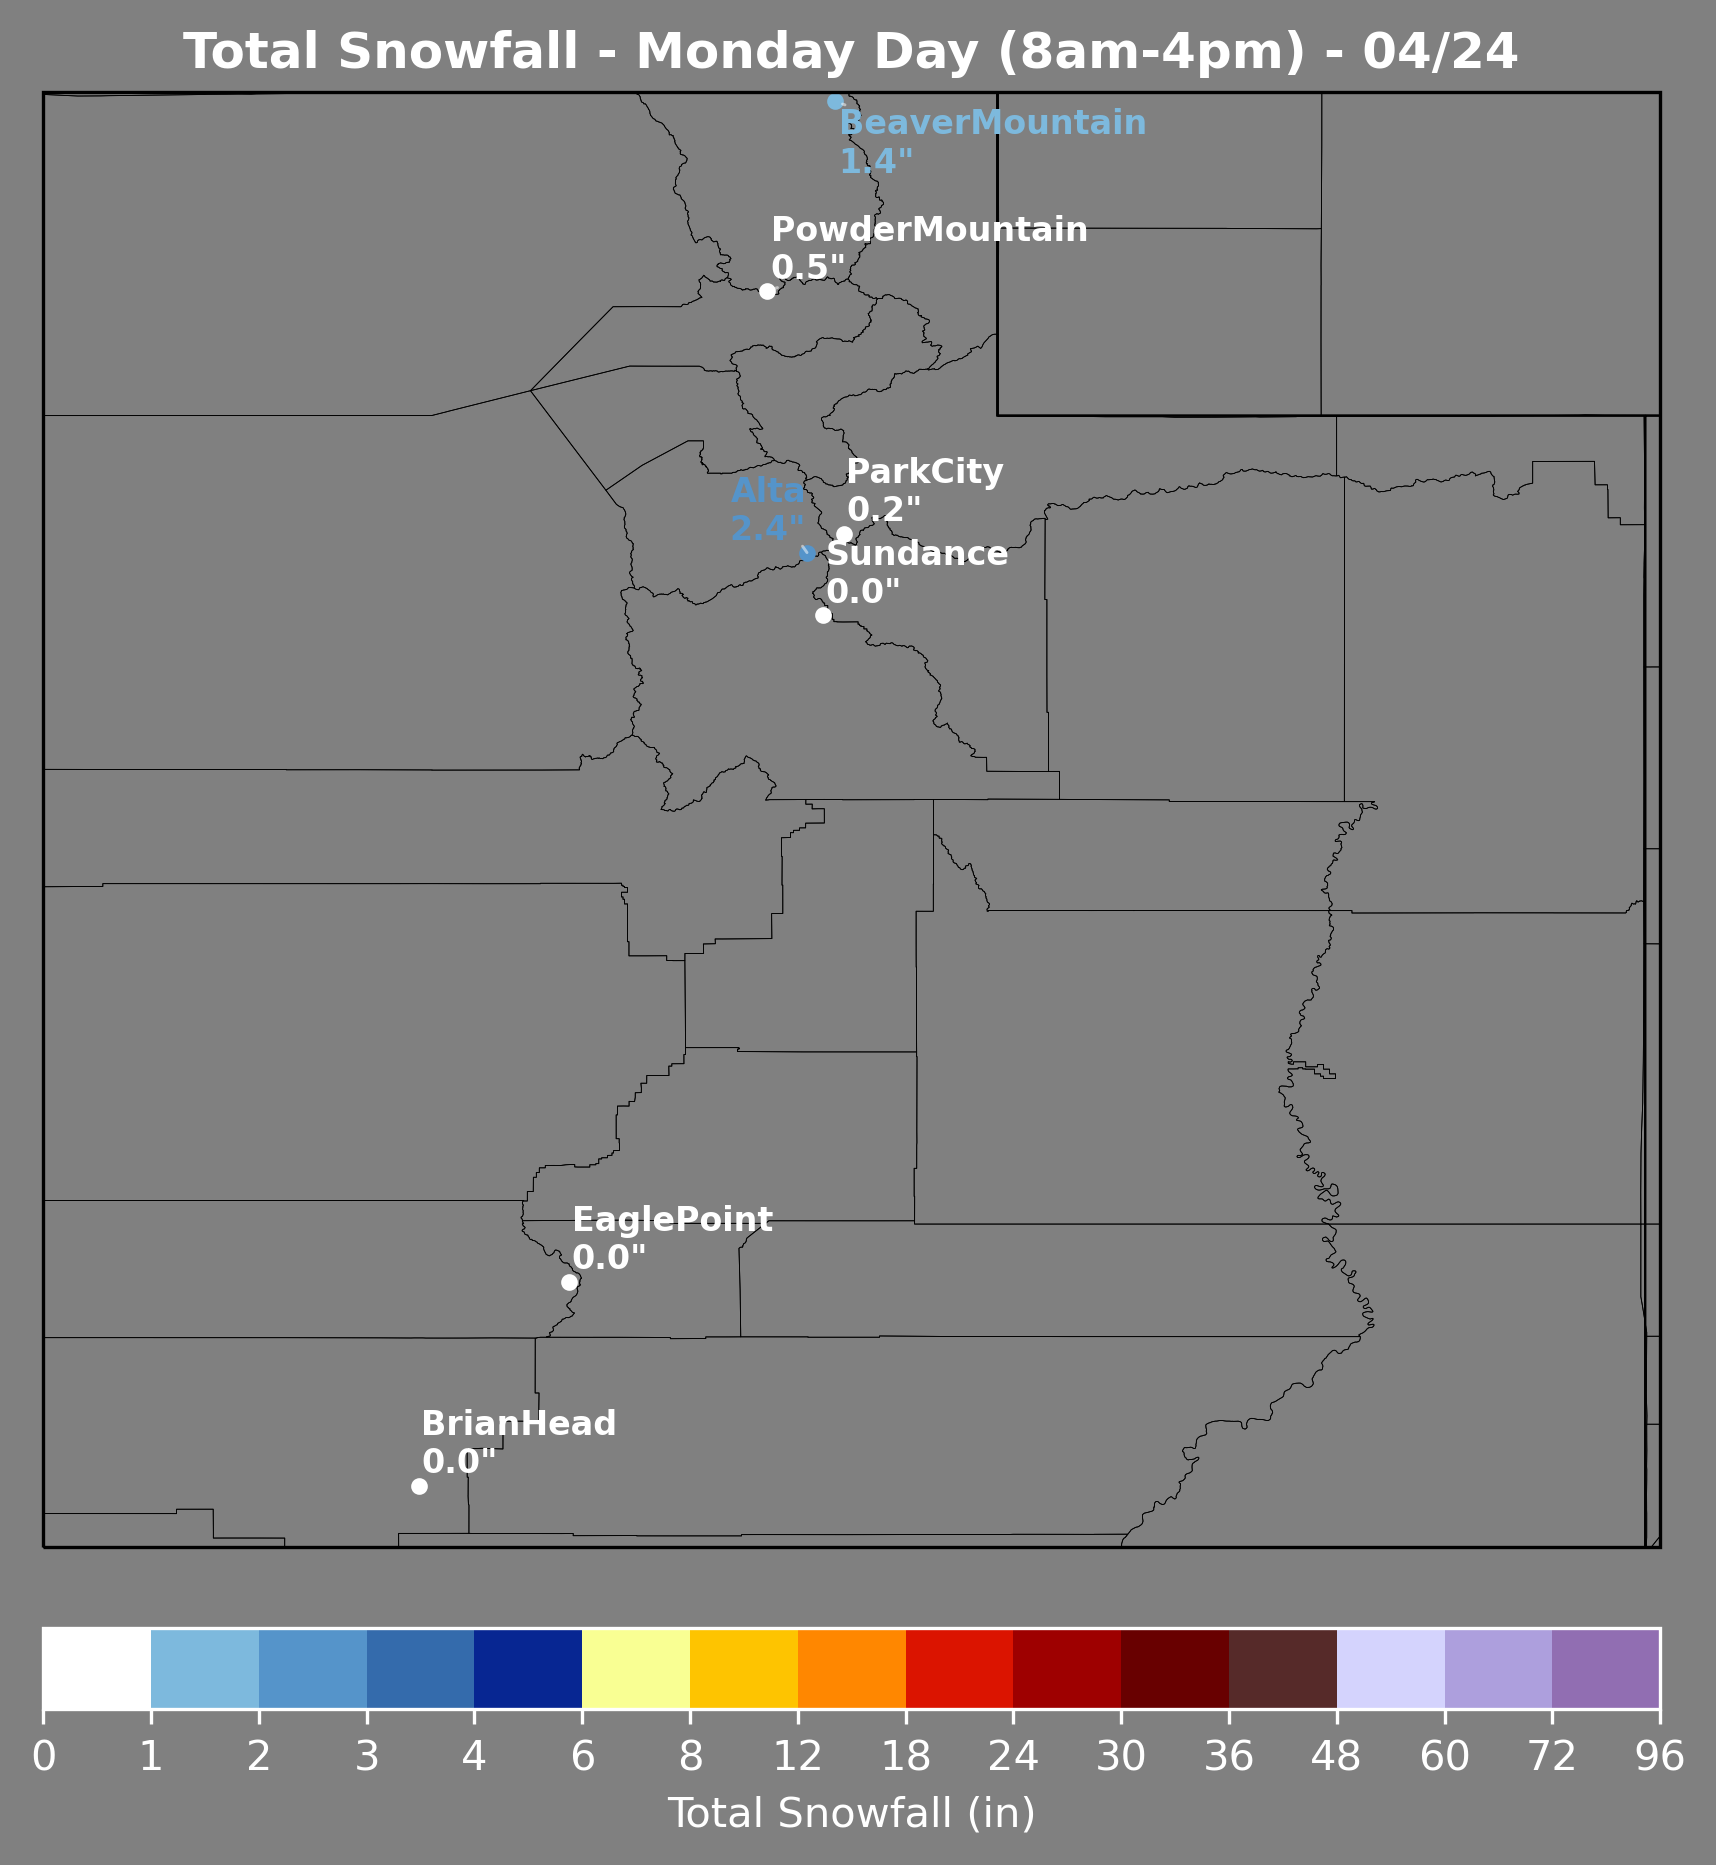 Total Snowfall - Monday Day (8am-4pm) - 04/24
BeaverMountain
1.4"
PowderMountain
0.5"
ParkCity
0.2"
Alta
2.4"
Sundance
0.0"
EaglePoint
0.0"
BrianHead
0.0"
0 1 2 3 4 6 8 12 18 24 30 36 48 60 72 96
Total Snowfall (in)